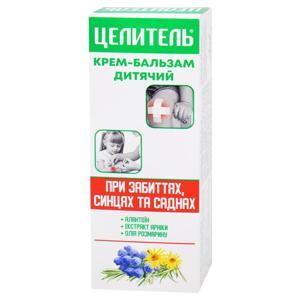 ЦЕЛИТЕЛЬ®
КРЕМ-БАЛЬЗАМ
ДИТЯЧИЙ
ПРИ ЗАБИТТЯХ,
СИНЦЯХ ТА САДНАХ
+ АЛАНТОЇН
+ ЕКСТРАКТ АРНІКИ
+ ОЛІЯ РОЗМАРИНУ